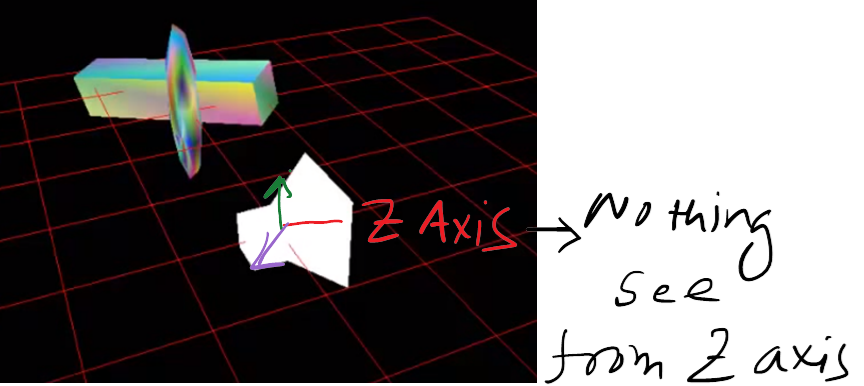 Z Axis
Nothing
see
from Z axis